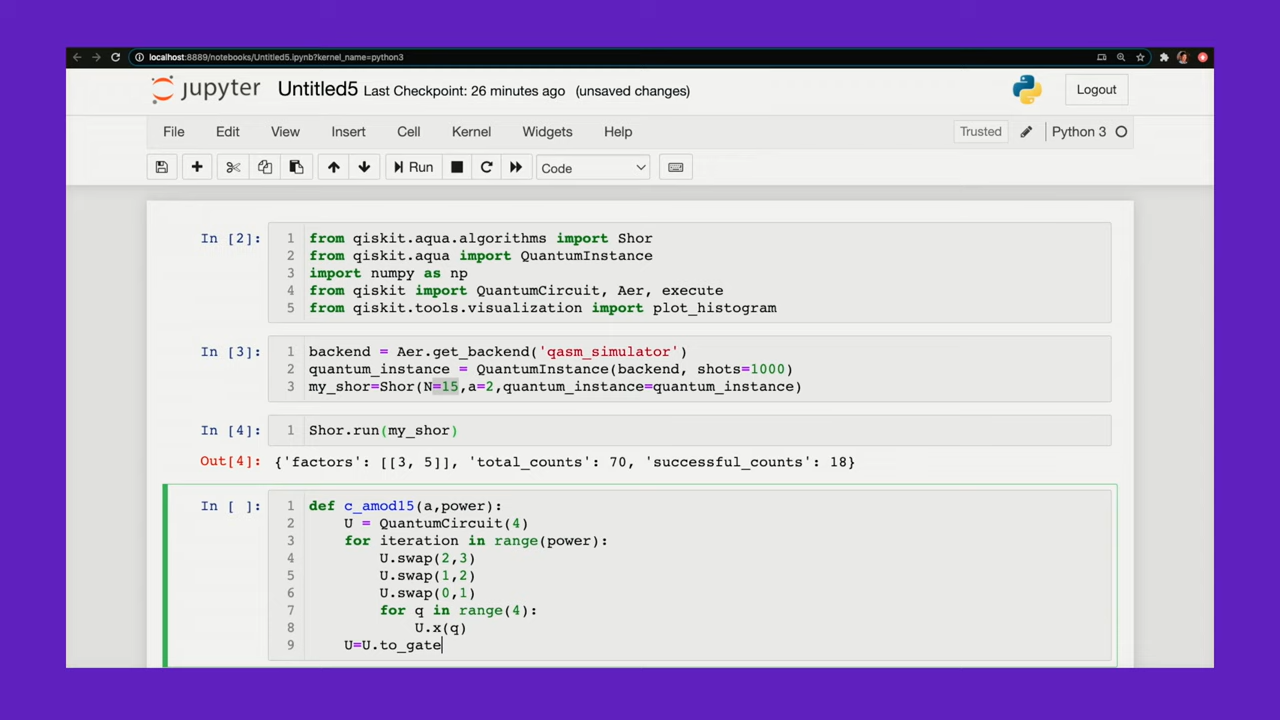 localhost:8889/notebooks/Untitled5.ipynb?kernel_name=python3
jupyter Untitled5 Last Checkpoint: 26 minutes ago (unsaved changes) Logout
File Edit View Insert Cell Kernel Widgets Help Trusted Python 3
Run Code
In [2]: 1 from qiskit.aqua.algorithms import Shor
2 from qiskit.aqua import QuantumInstance
3 import numpy as np
4 from qiskit import QuantumCircuit, Aer, execute
5 from qiskit.tools.visualization import plot_histogram
In [3]: 1 backend = Aer.get_backend('qasm_simulator')
2 quantum_instance = QuantumInstance(backend, shots=1000)
3 my_shor=Shor(N=15,a=2,quantum_instance=quantum_instance)
In [4]: 1 Shor.run(my_shor)
Out[4]: {'factors': [[3, 5]], 'total_counts': 70, 'successful_counts': 18}
In [ ]: 1 def c_amod15(a,power):
2     U = QuantumCircuit(4)
3     for iteration in range(power):
4         U.swap(2,3)
5         U.swap(1,2)
6         U.swap(0,1)
7         for q in range(4):
8             U.x(q)
9     U=U.to_gate